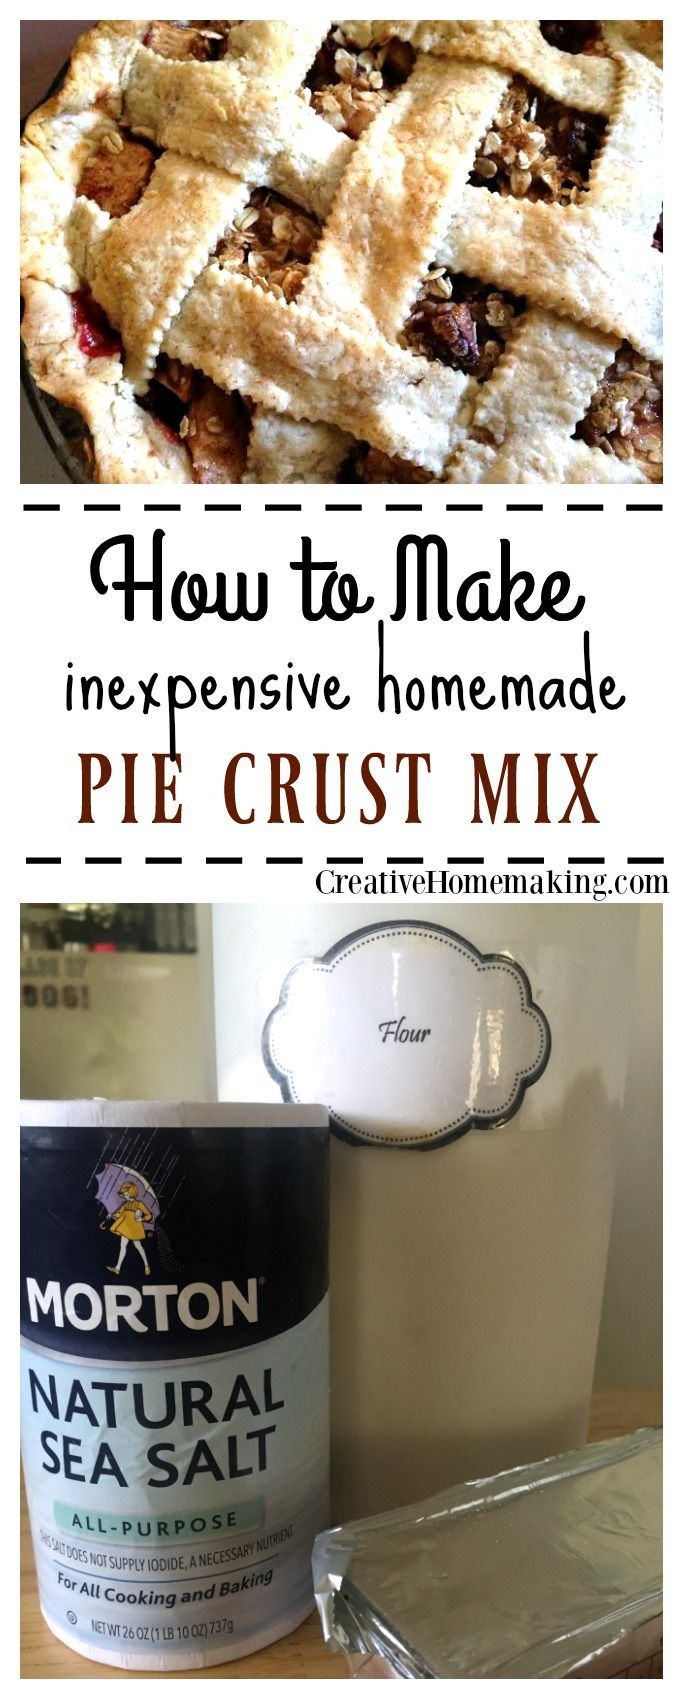 How to Make
inexpensive homemade
PIE CRUST MIX
CreativeHomemaking.com
Flour
MORTON®
NATURAL
SEA SALT
ALL-PURPOSE
THIS SALT DOES NOT SUPPLY IODIDE, A NECESSARY NUTRIENT
For All Cooking and Baking
NET WT 26 OZ (1 LB 10 OZ) 737g